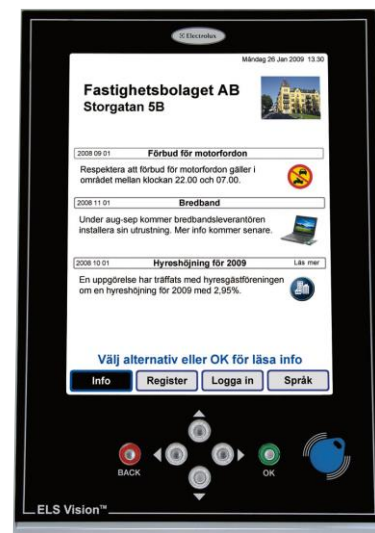 Electrolux
Måndag 26 Jan 2009 13.30
Fastighetsbolaget AB
Storgatan 5B
2008 09 01 Förbud för motorfordon
Respektera att förbud för motorfordon gäller i
området mellan klockan 22.00 och 07.00.
2008 11 01 Bredband
Under aug-sep kommer bredbandsleverantören
installera sin utrustning. Mer info kommer senare.
2008 10 01 Hyreshöjning för 2009 Läs mer
En uppgörelse har träffats med hyresgästföreningen
om en hyreshöjning för 2009 med 2,95%.
Välj alternativ eller OK för läsa info
Info Register Logga in Språk
BACK OK
ELS Vision™